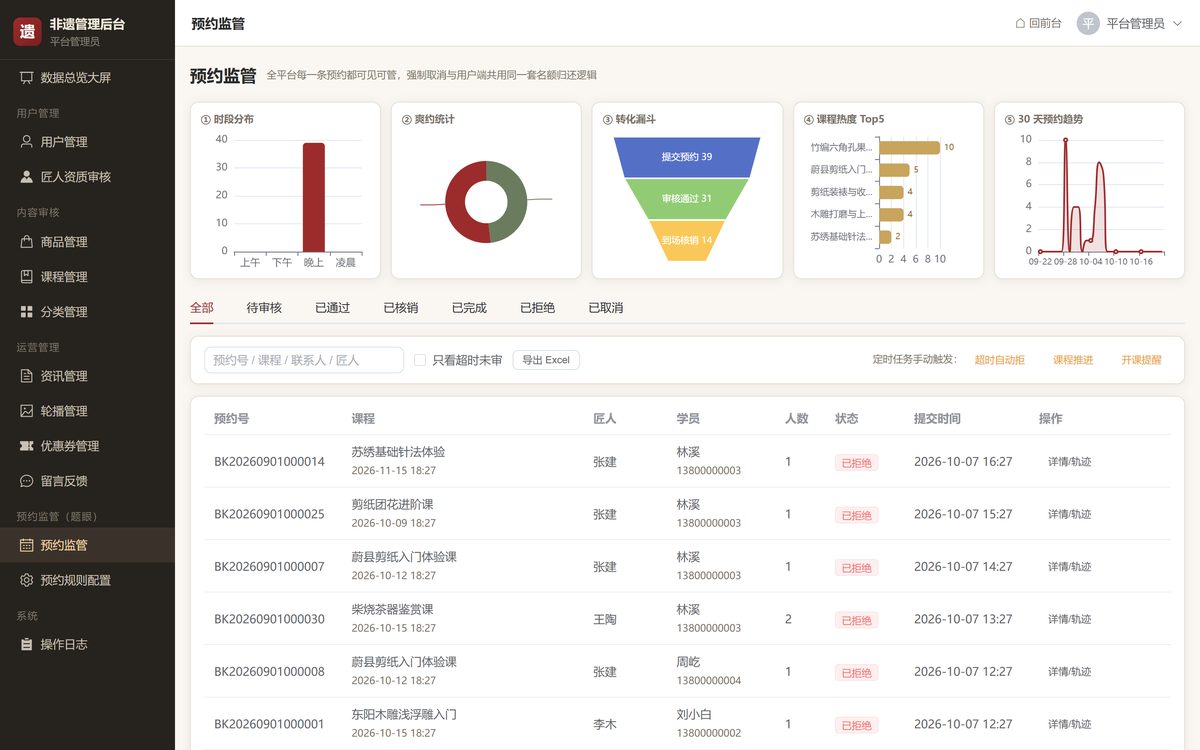 遗
非遗管理后台
平台管理员
数据总览大屏
用户管理
用户管理
匠人资质审核
内容审核
商品管理
课程管理
分类管理
运营管理
资讯管理
轮播管理
优惠券管理
留言反馈
预约监管（题眼）
预约监管
预约规则配置
系统
操作日志
预约监管
回前台
平
平台管理员
预约监管 全平台每一条预约都可见可管，强制取消与用户端共用同一套名额归还逻辑
① 时段分布
40
30
20
10
0
上午 下午 晚上 凌晨
② 爽约统计
③ 转化漏斗
提交预约 39
审核通过 31
到场核销 14
④ 课程热度 Top5
竹编六角孔果... 10
蔚县剪纸入门... 5
剪纸装裱与收... 4
木雕打磨与上... 4
苏绣基础针法... 2
0 2 4 6 8 10
⑤ 30 天预约趋势
10
8
6
4
2
0
09-22 09-28 10-04 10-10 10-16
全部 待审核 已通过 已核销 已完成 已拒绝 已取消
预约号 / 课程 / 联系人 / 匠人
只看超时未审
导出 Excel
定时任务手动触发： 超时自动拒 课程推进 开课提醒
预约号 课程 匠人 学员 人数 状态 提交时间 操作
BK20260901000014 苏绣基础针法体验 张建 林溪 1 已拒绝 2026-10-07 16:27 详情/轨迹
2026-11-15 18:27 13800000003
BK20260901000025 剪纸团花进阶课 张建 林溪 1 已拒绝 2026-10-07 15:27 详情/轨迹
2026-10-09 18:27 13800000003
BK20260901000007 蔚县剪纸入门体验课 张建 林溪 1 已拒绝 2026-10-07 14:27 详情/轨迹
2026-10-12 18:27 13800000003
BK20260901000030 柴烧茶器鉴赏课 王陶 林溪 2 已拒绝 2026-10-07 13:27 详情/轨迹
2026-10-15 18:27 13800000003
BK20260901000008 蔚县剪纸入门体验课 张建 周屹 1 已拒绝 2026-10-07 12:27 详情/轨迹
2026-10-12 18:27 13800000004
BK20260901000001 东阳木雕浅浮雕入门 李木 刘小白 1 已拒绝 2026-10-07 12:27 详情/轨迹
2026-10-15 18:27 13800000002